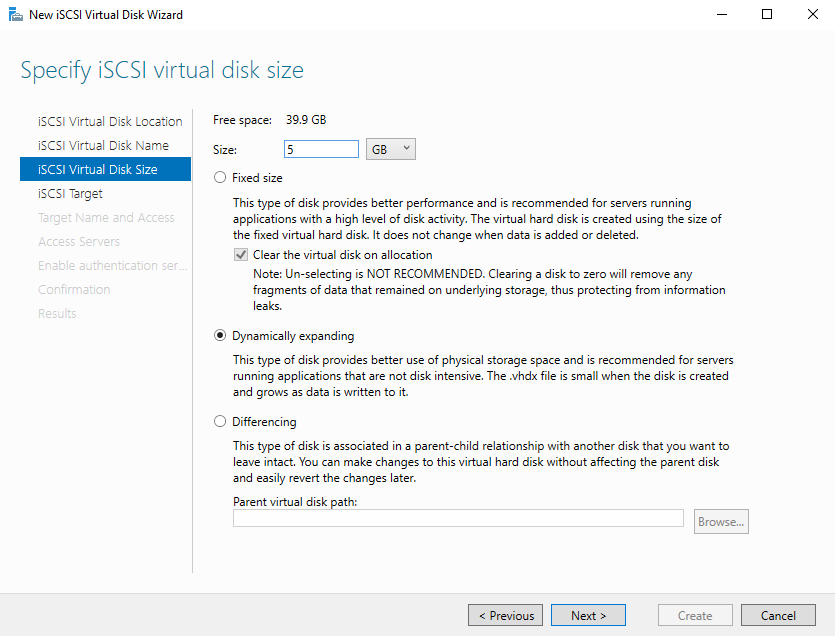 New iSCSI Virtual Disk Wizard
Specify iSCSI virtual disk size
iSCSI Virtual Disk Location
iSCSI Virtual Disk Name
iSCSI Virtual Disk Size
iSCSI Target
Target Name and Access
Access Servers
Enable authentication ser...
Confirmation
Results
Free space: 39.9 GB
Size: 5 GB
Fixed size
This type of disk provides better performance and is recommended for servers running
applications with a high level of disk activity. The virtual hard disk is created using the size of
the fixed virtual hard disk. It does not change when data is added or deleted.
Clear the virtual disk on allocation
Note: Un-selecting is NOT RECOMMENDED. Clearing a disk to zero will remove any
fragments of data that remained on underlying storage, thus protecting from information
leaks.
Dynamically expanding
This type of disk provides better use of physical storage space and is recommended for servers
running applications that are not disk intensive. The .vhdx file is small when the disk is created
and grows as data is written to it.
Differencing
This type of disk is associated in a parent-child relationship with another disk that you want to
leave intact. You can make changes to this virtual hard disk without affecting the parent disk
and easily revert the changes later.
Parent virtual disk path:
Browse...
< Previous Next > Create Cancel